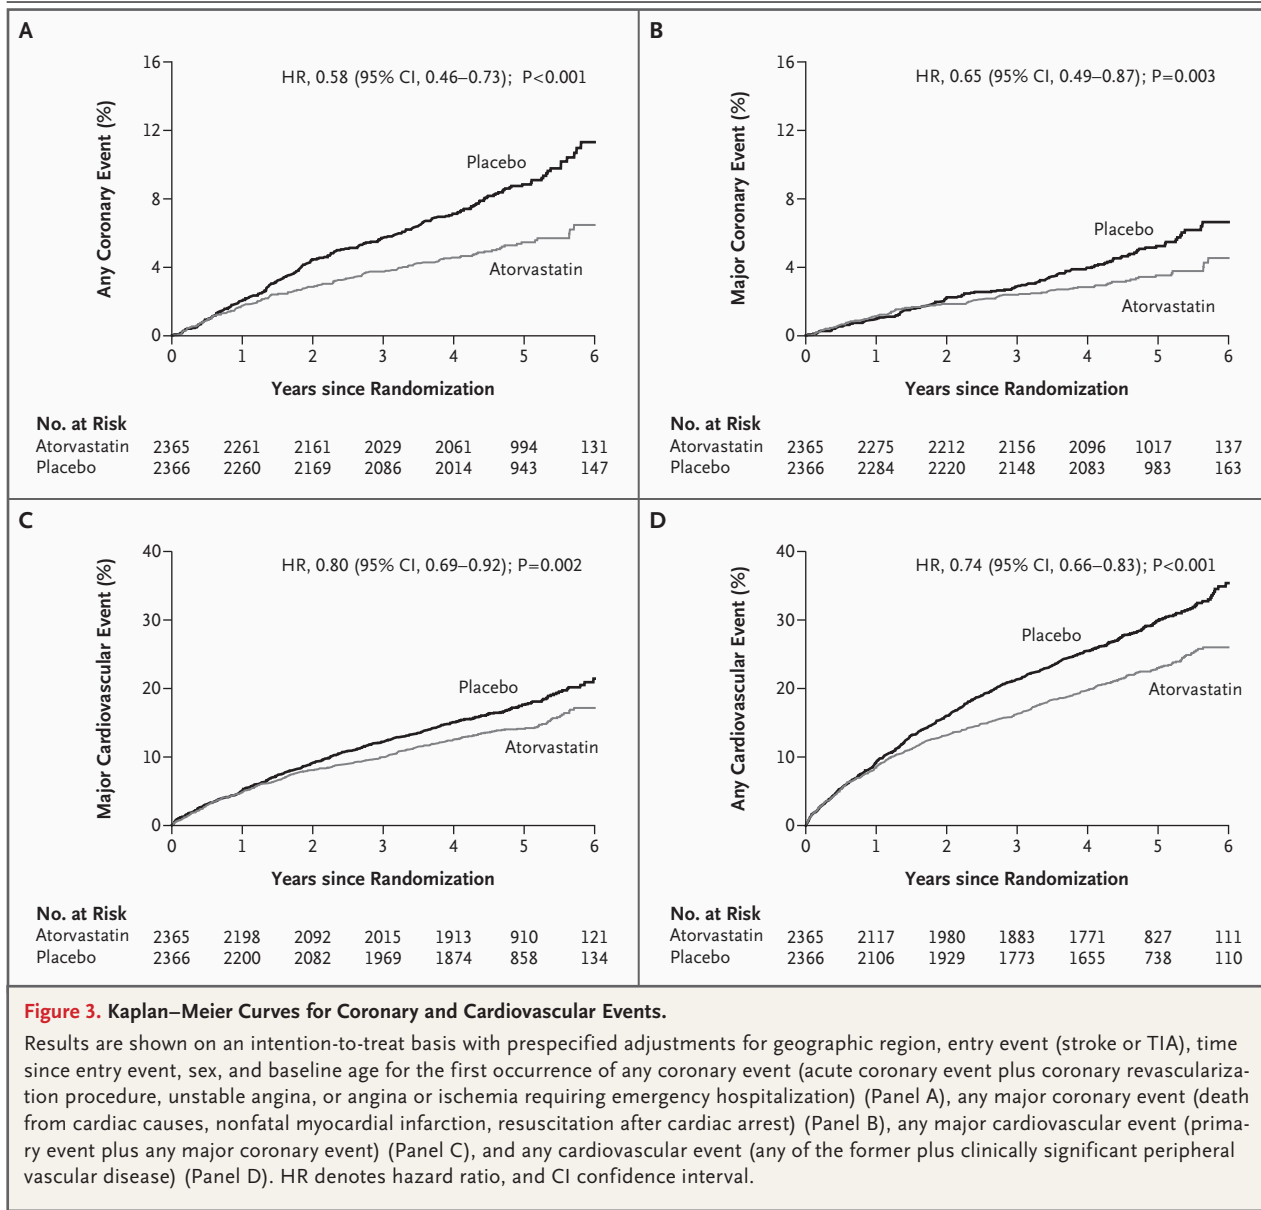 A
Any Coronary Event (%)
16
12
8
4
0
HR, 0.58 (95% CI, 0.46–0.73); P<0.001
Placebo
Atorvastatin
0 1 2 3 4 5 6
Years since Randomization
No. at Risk
Atorvastatin 2365 2261 2161 2029 2061 994 131
Placebo 2366 2260 2169 2086 2014 943 147
B
Major Coronary Event (%)
16
12
8
4
0
HR, 0.65 (95% CI, 0.49–0.87); P=0.003
Placebo
Atorvastatin
0 1 2 3 4 5 6
Years since Randomization
No. at Risk
Atorvastatin 2365 2275 2212 2156 2096 1017 137
Placebo 2366 2284 2220 2148 2083 983 163
C
Major Cardiovascular Event (%)
40
30
20
10
0
HR, 0.80 (95% CI, 0.69–0.92); P=0.002
Placebo
Atorvastatin
0 1 2 3 4 5 6
Years since Randomization
No. at Risk
Atorvastatin 2365 2198 2092 2015 1913 910 121
Placebo 2366 2200 2082 1969 1874 858 134
D
Any Cardiovascular Event (%)
40
30
20
10
0
HR, 0.74 (95% CI, 0.66–0.83); P<0.001
Placebo
Atorvastatin
0 1 2 3 4 5 6
Years since Randomization
No. at Risk
Atorvastatin 2365 2117 1980 1883 1771 827 111
Placebo 2366 2106 1929 1773 1655 738 110
Figure 3. Kaplan–Meier Curves for Coronary and Cardiovascular Events.
Results are shown on an intention-to-treat basis with prespecified adjustments for geographic region, entry event (stroke or TIA), time
since entry event, sex, and baseline age for the first occurrence of any coronary event (acute coronary event plus coronary revasculariza-
tion procedure, unstable angina, or angina or ischemia requiring emergency hospitalization) (Panel A), any major coronary event (death
from cardiac causes, nonfatal myocardial infarction, resuscitation after cardiac arrest) (Panel B), any major cardiovascular event (prima-
ry event plus any major coronary event) (Panel C), and any cardiovascular event (any of the former plus clinically significant peripheral
vascular disease) (Panel D). HR denotes hazard ratio, and CI confidence interval.